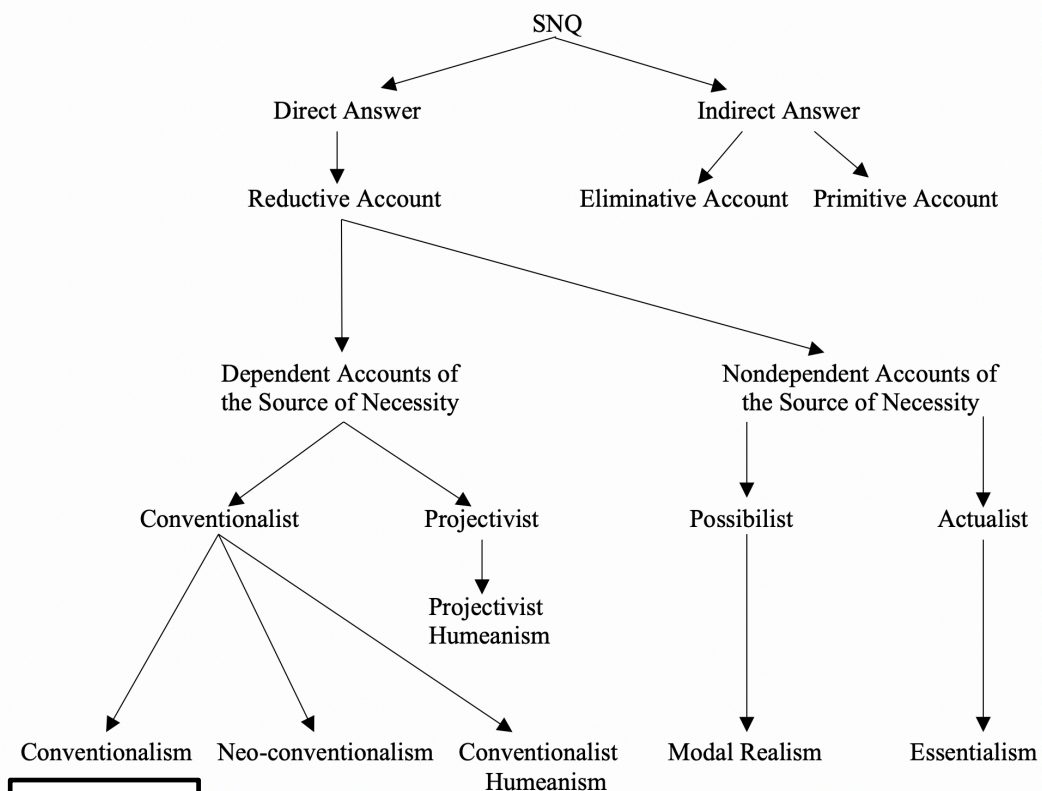 SNQ
Direct Answer
Indirect Answer
Reductive Account
Eliminative Account
Primitive Account
Dependent Accounts of
the Source of Necessity
Nondependent Accounts of
the Source of Necessity
Conventionalist
Projectivist
Possibilist
Actualist
Projectivist
Humeanism
Conventionalism
Neo-conventionalism
Conventionalist
Humeanism
Modal Realism
Essentialism